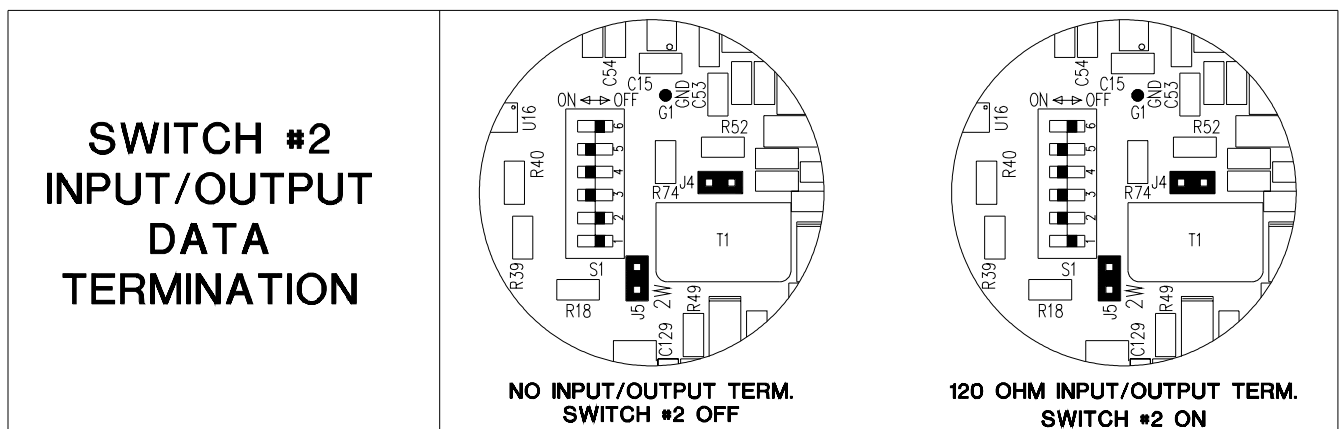 SWITCH #2
INPUT/OUTPUT
DATA
TERMINATION
C54
C15
ON OFF
GND
C53
G1
U16
R52
6
5
4
3
2
1
R40
J4
R74
T1
R39
S1
R18
J5
2W
R49
C129
NO INPUT/OUTPUT TERM.
SWITCH #2 OFF
C54
C15
ON OFF
GND
C53
G1
U16
R52
6
5
4
3
2
1
R40
J4
R74
T1
R39
S1
R18
J5
2W
R49
C129
120 OHM INPUT/OUTPUT TERM.
SWITCH #2 ON